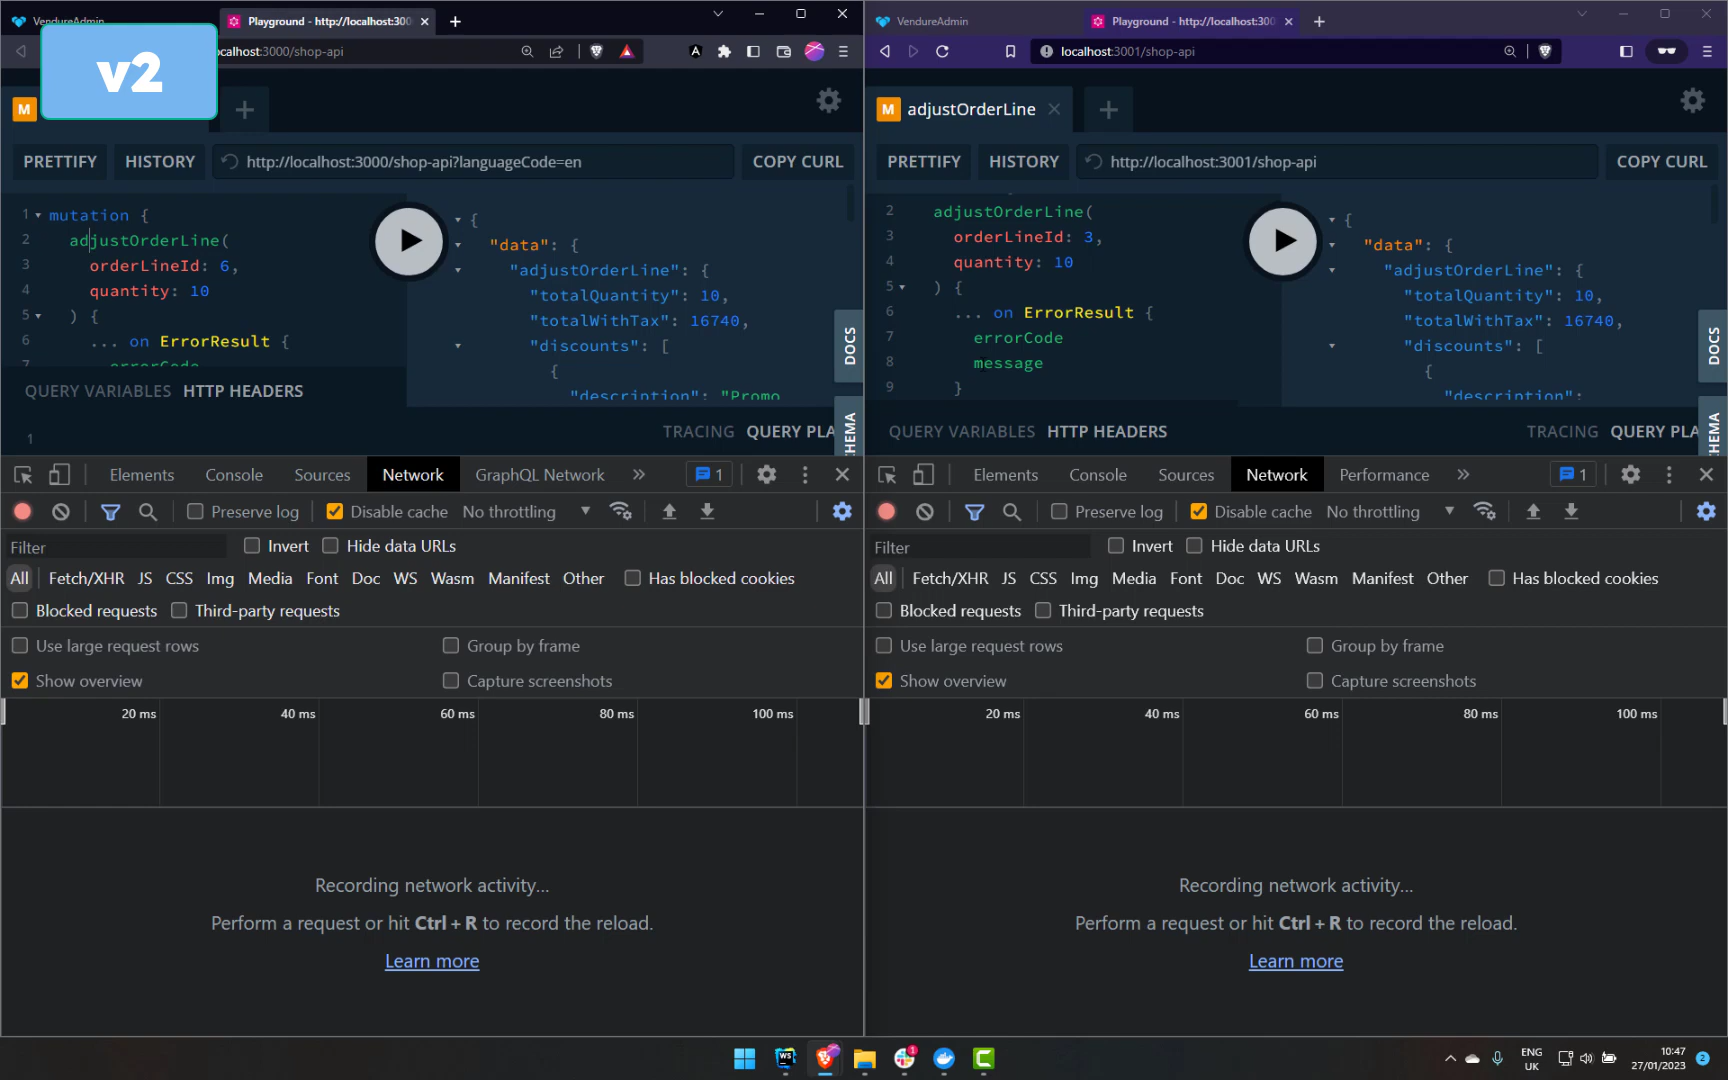 VendureAdmin
Playground - http://localhost:300
v2
ocalhost:3000/shop-api
M
PRETTIFY
HISTORY
http://localhost:3000/shop-api?languageCode=en
COPY CURL
1 mutation {
2 adjustOrderLine(
3 orderLineId: 6,
4 quantity: 10
5 ) {
6 ... on ErrorResult {
7 errorCode
{
"data": {
"adjustOrderLine": {
"totalQuantity": 10,
"totalWithTax": 16740,
"discounts": [
{
"description": "Promo
DOCS
HEMA
QUERY VARIABLES HTTP HEADERS
1
TRACING QUERY PLA
Elements Console Sources Network GraphQL Network » 1
Preserve log Disable cache No throttling
Filter Invert Hide data URLs
All Fetch/XHR JS CSS Img Media Font Doc WS Wasm Manifest Other Has blocked cookies
Blocked requests Third-party requests
Use large request rows Group by frame
Show overview Capture screenshots
20 ms 40 ms 60 ms 80 ms 100 ms
Recording network activity...
Perform a request or hit Ctrl + R to record the reload.
Learn more
VendureAdmin
Playground - http://localhost:300
localhost:3001/shop-api
M adjustOrderLine
PRETTIFY
HISTORY
http://localhost:3001/shop-api
COPY CURL
2 adjustOrderLine(
3 orderLineId: 3,
4 quantity: 10
5 ) {
6 ... on ErrorResult {
7 errorCode
8 message
9 }
{
"data": {
"adjustOrderLine": {
"totalQuantity": 10,
"totalWithTax": 16740,
"discounts": [
{
"description":
DOCS
HEMA
QUERY VARIABLES HTTP HEADERS
TRACING QUERY PLA
Elements Console Sources Network Performance » 1
Preserve log Disable cache No throttling
Filter Invert Hide data URLs
All Fetch/XHR JS CSS Img Media Font Doc WS Wasm Manifest Other Has blocked cookies
Blocked requests Third-party requests
Use large request rows Group by frame
Show overview Capture screenshots
20 ms 40 ms 60 ms 80 ms 100 ms
Recording network activity...
Perform a request or hit Ctrl + R to record the reload.
Learn more
WS
1
ENG
UK
10:47
27/01/2023
2